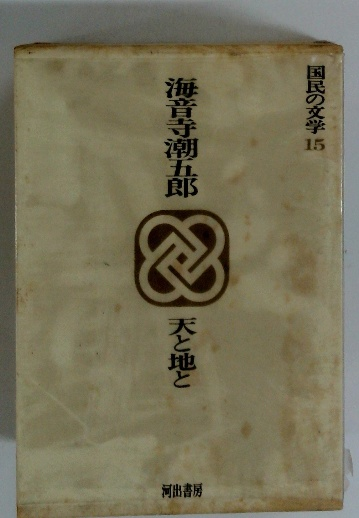 国民の文学 15
海音寺潮五郎
天と地と
河出書房